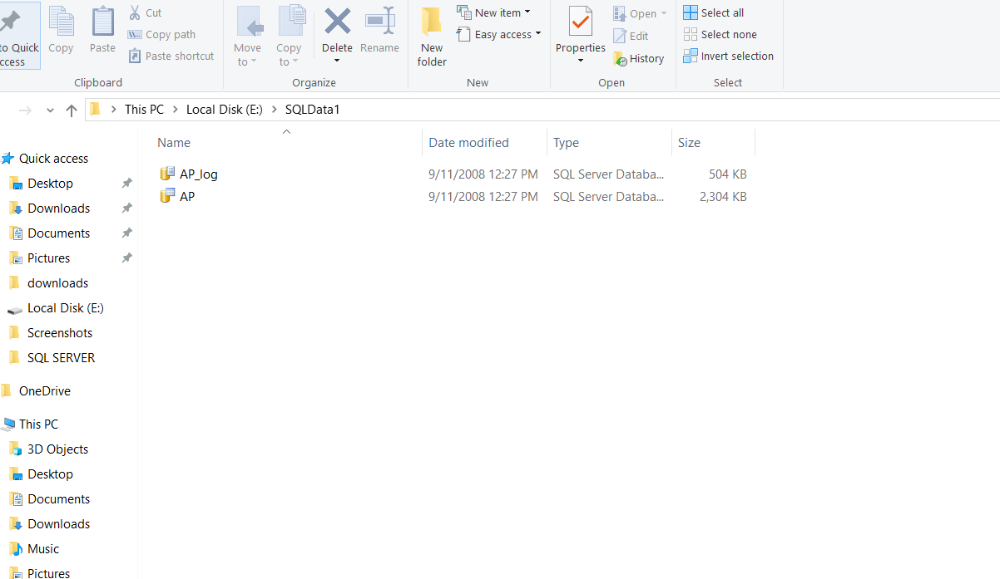 to Quick
ccess
Copy
Paste
Cut
Copy path
Paste shortcut
Clipboard
Move
to
Copy
to
Delete
Rename
Organize
New
folder
New item
Easy access
New
Properties
Open
Edit
History
Open
Select all
Select none
Invert selection
Select
This PC > Local Disk (E:) > SQLData1
Name Date modified Type Size
AP_log 9/11/2008 12:27 PM SQL Server Databa... 504 KB
AP 9/11/2008 12:27 PM SQL Server Databa... 2,304 KB
Quick access
Desktop
Downloads
Documents
Pictures
downloads
Local Disk (E:)
Screenshots
SQL SERVER
OneDrive
This PC
3D Objects
Desktop
Documents
Downloads
Music
Pictures